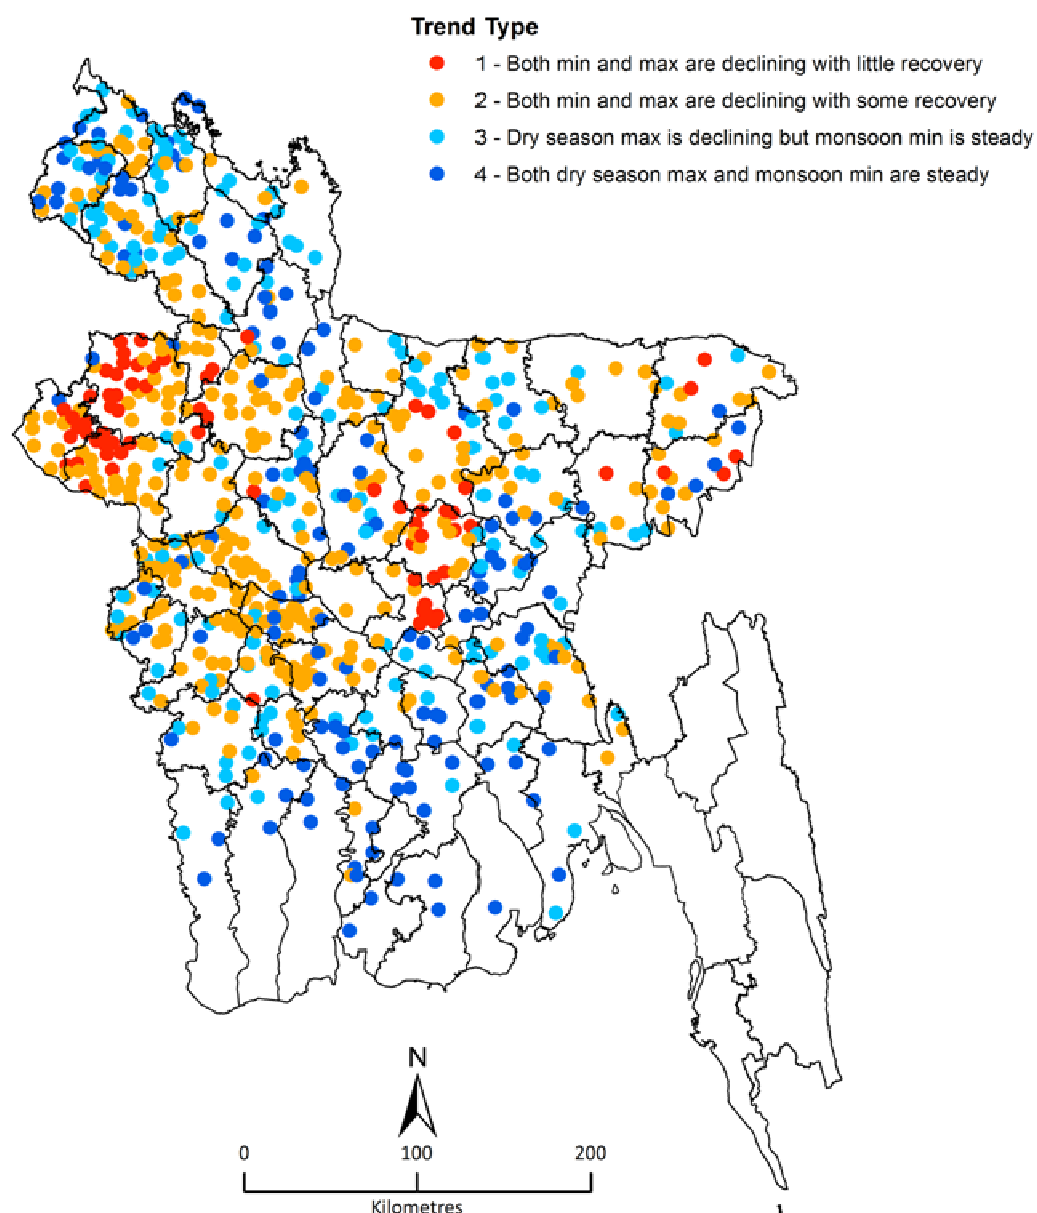 Trend Type
1 - Both min and max are declining with little recovery
2 - Both min and max are declining with some recovery
3 - Dry season max is declining but monsoon min is steady
4 - Both dry season max and monsoon min are steady
N
0 100 200
Kilometres